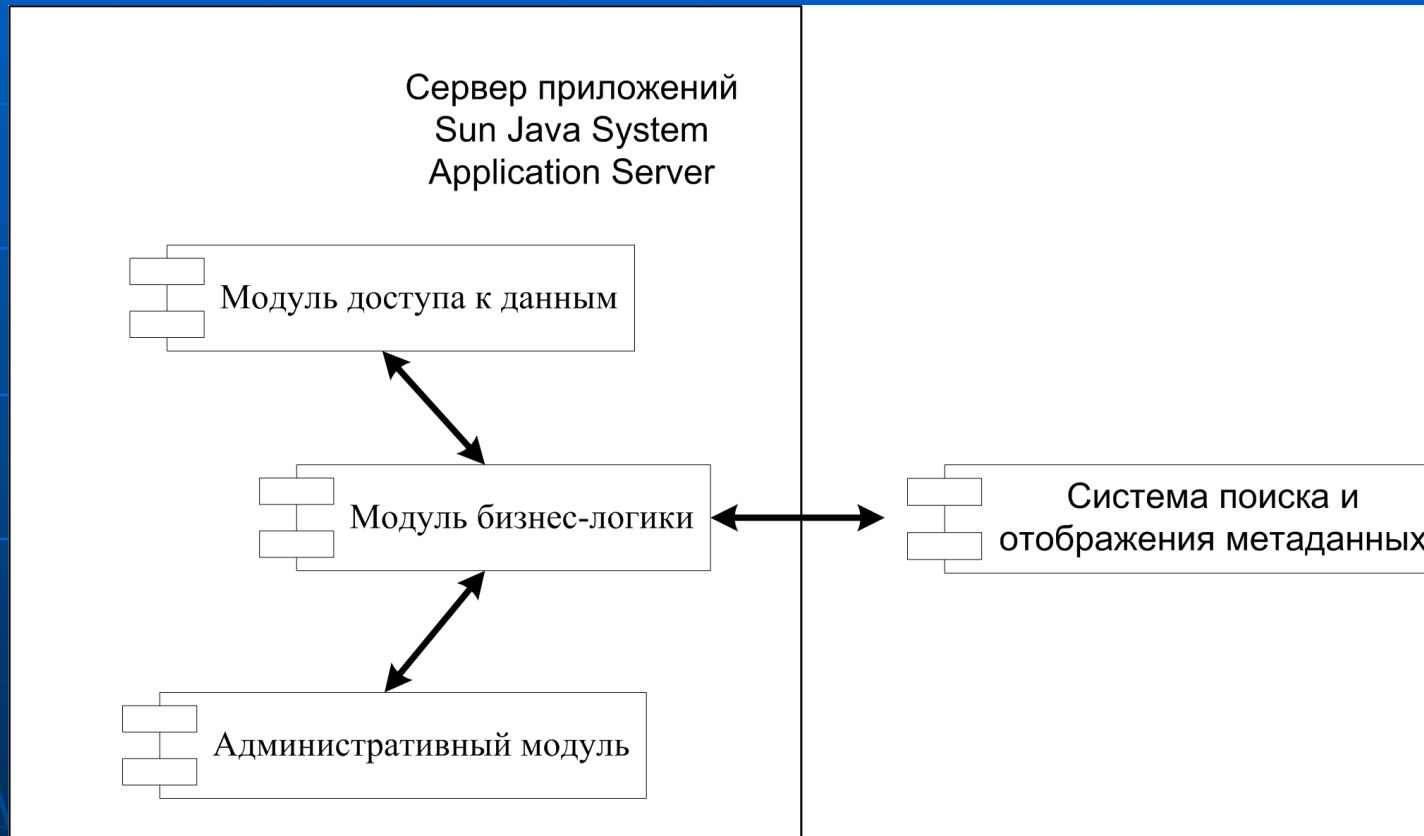 Сервер приложений
Sun Java System
Application Server
Модуль доступа к данным
Модуль бизнес-логики
Система поиска и
отображения метаданных
Административный модуль